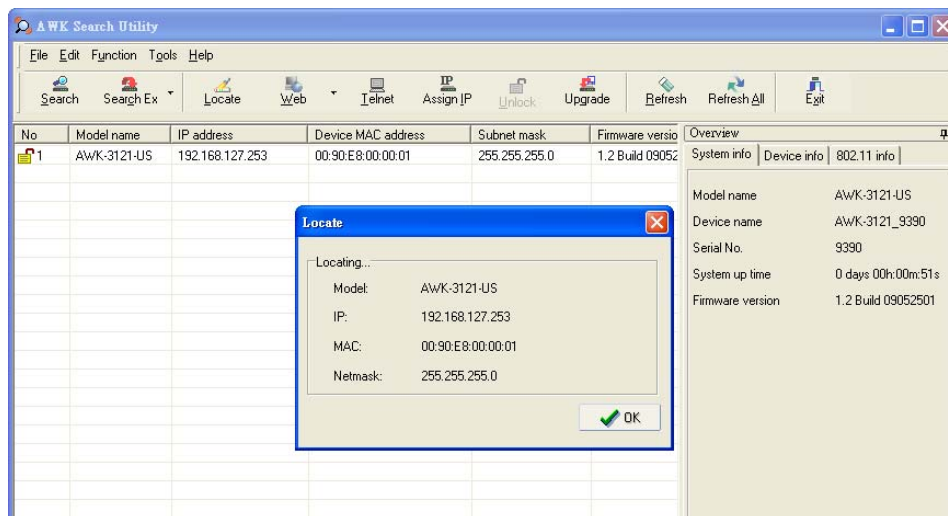 AWK Search Utility
File Edit Function Tools Help
Search Search Ex Locate Web Telnet Assign IP Unlock Upgrade Refresh Refresh All Exit
IP
No Model name IP address Device MAC address Subnet mask Firmware versio
1 AWK-3121-US 192.168.127.253 00:90:E8:00:00:01 255.255.255.0 1.2 Build 09052
Overview
System info Device info 802.11 info
Model name AWK-3121-US
Device name AWK-3121_9390
Serial No. 9390
System up time 0 days 00h:00m:51s
Firmware version 1.2 Build 09052501
Locate
Locating...
Model: AWK-3121-US
IP: 192.168.127.253
MAC: 00:90:E8:00:00:01
Netmask: 255.255.255.0
OK